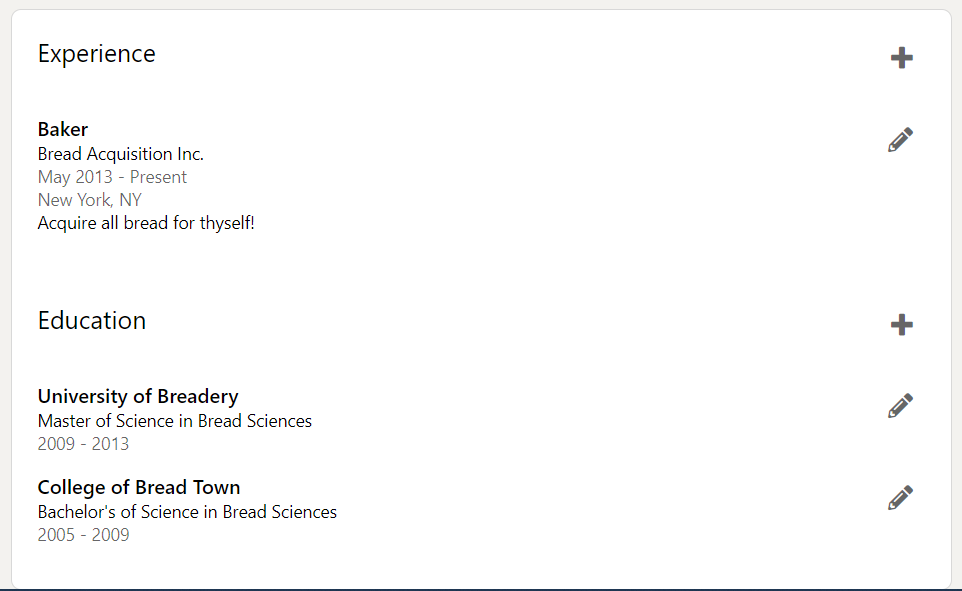 Experience
Baker
Bread Acquisition Inc.
May 2013 - Present
New York, NY
Acquire all bread for thyself!
Education
University of Breadery
Master of Science in Bread Sciences
2009 - 2013
College of Bread Town
Bachelor's of Science in Bread Sciences
2005 - 2009